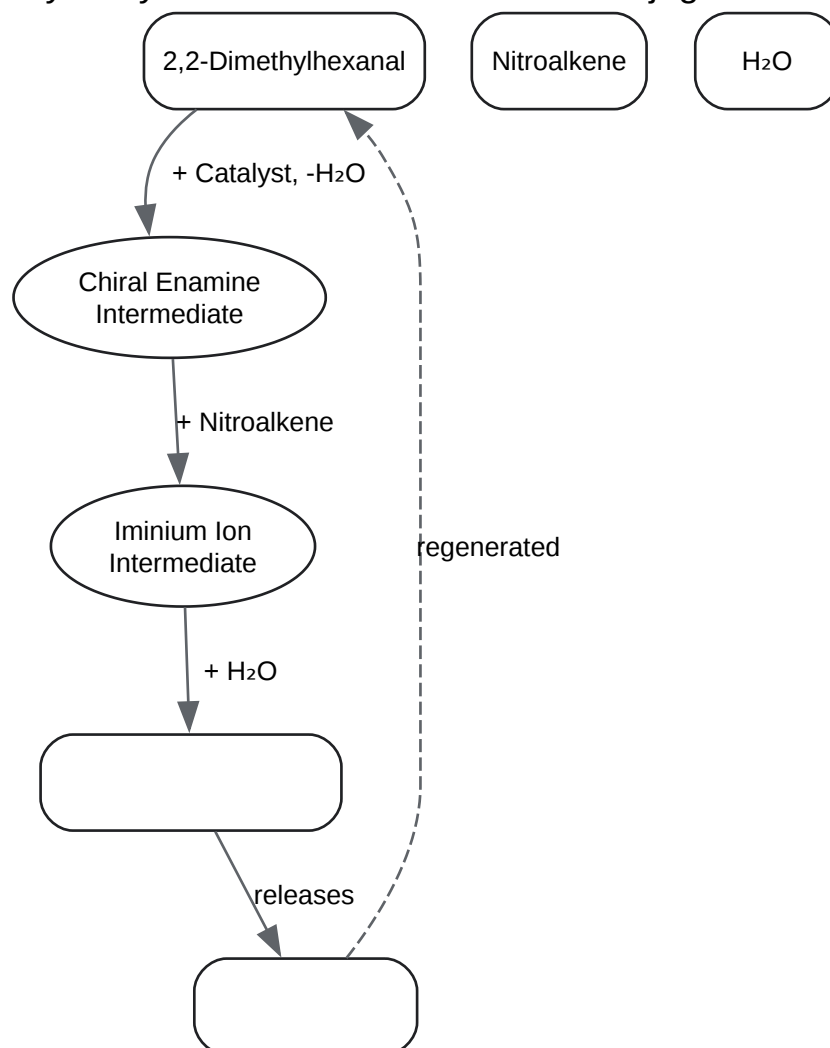 2,2-Dimethylhexanal
Nitroalkene
H₂O
+ Catalyst, -H₂O
Chiral Enamine
Intermediate
+ Nitroalkene
Iminium Ion
Intermediate
regenerated
+ H₂O
releases